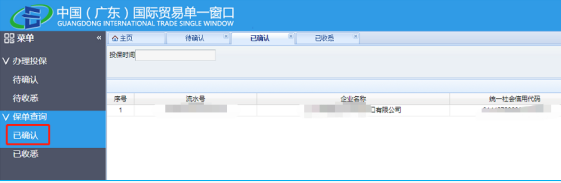 中国（广东）国际贸易单一窗口
GUANGDONG INTERNATIONAL TRADE SINGLE WINDOW
菜单 «
主页 待确认 已确认 已收悉
办理投保
待确认
待收悉
保单查询
已确认
已收悉
投保时间
序号 流水号 企业名称 统一社会信用代码
1 口有限公司